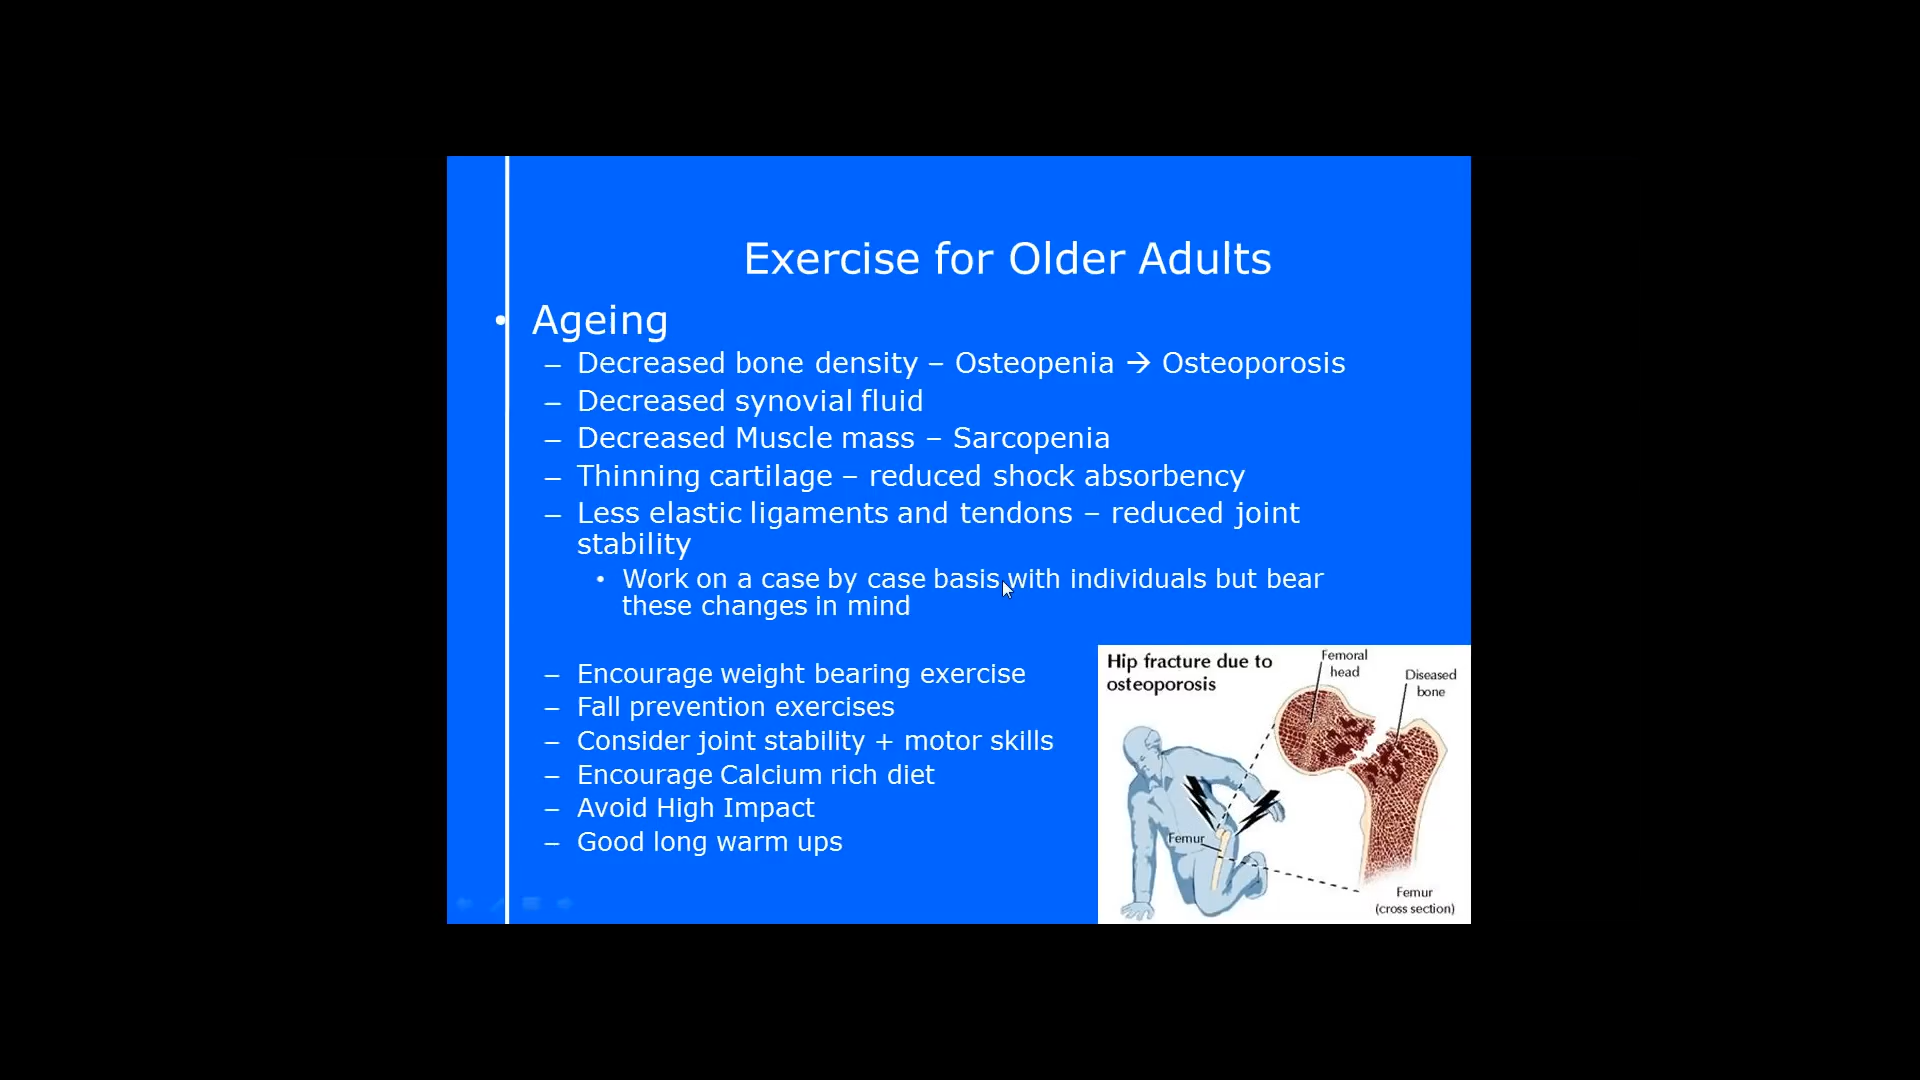 Exercise for Older Adults
• Ageing
– Decreased bone density – Osteopenia → Osteoporosis
– Decreased synovial fluid
– Decreased Muscle mass – Sarcopenia
– Thinning cartilage – reduced shock absorbency
– Less elastic ligaments and tendons – reduced joint
stability
• Work on a case by case basis with individuals but bear
these changes in mind
– Encourage weight bearing exercise
– Fall prevention exercises
– Consider joint stability + motor skills
– Encourage Calcium rich diet
– Avoid High Impact
– Good long warm ups
Hip fracture due to
osteoporosis
Femoral
head
Diseased
bone
Femur
Femur
(cross section)